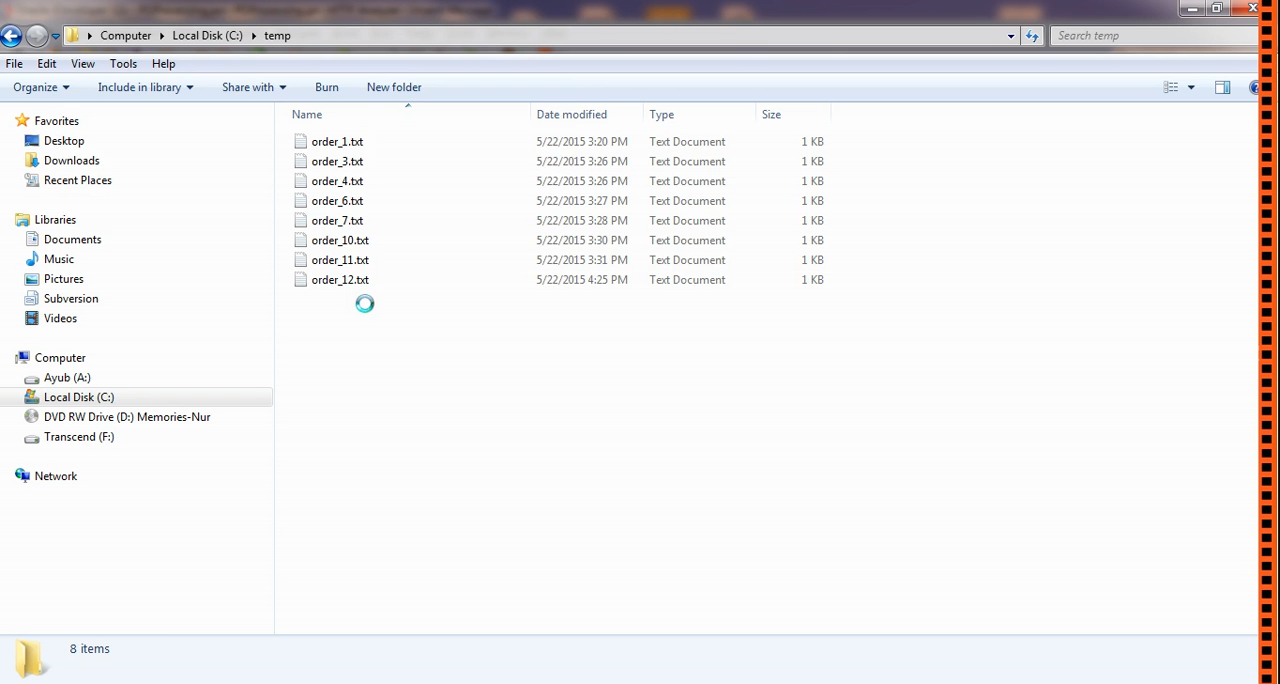 Computer Local Disk (C:) temp Search temp
File Edit View Tools Help
Organize Include in library Share with Burn New folder
Name Date modified Type Size
Favorites
Desktop
Downloads
Recent Places
Libraries
Documents
Music
Pictures
Subversion
Videos
Computer
Ayub (A:)
Local Disk (C:)
DVD RW Drive (D:) Memories-Nur
Transcend (F:)
Network
order_1.txt 5/22/2015 3:20 PM Text Document 1 KB
order_3.txt 5/22/2015 3:26 PM Text Document 1 KB
order_4.txt 5/22/2015 3:26 PM Text Document 1 KB
order_6.txt 5/22/2015 3:27 PM Text Document 1 KB
order_7.txt 5/22/2015 3:28 PM Text Document 1 KB
order_10.txt 5/22/2015 3:30 PM Text Document 1 KB
order_11.txt 5/22/2015 3:31 PM Text Document 1 KB
order_12.txt 5/22/2015 4:25 PM Text Document 1 KB
8 items